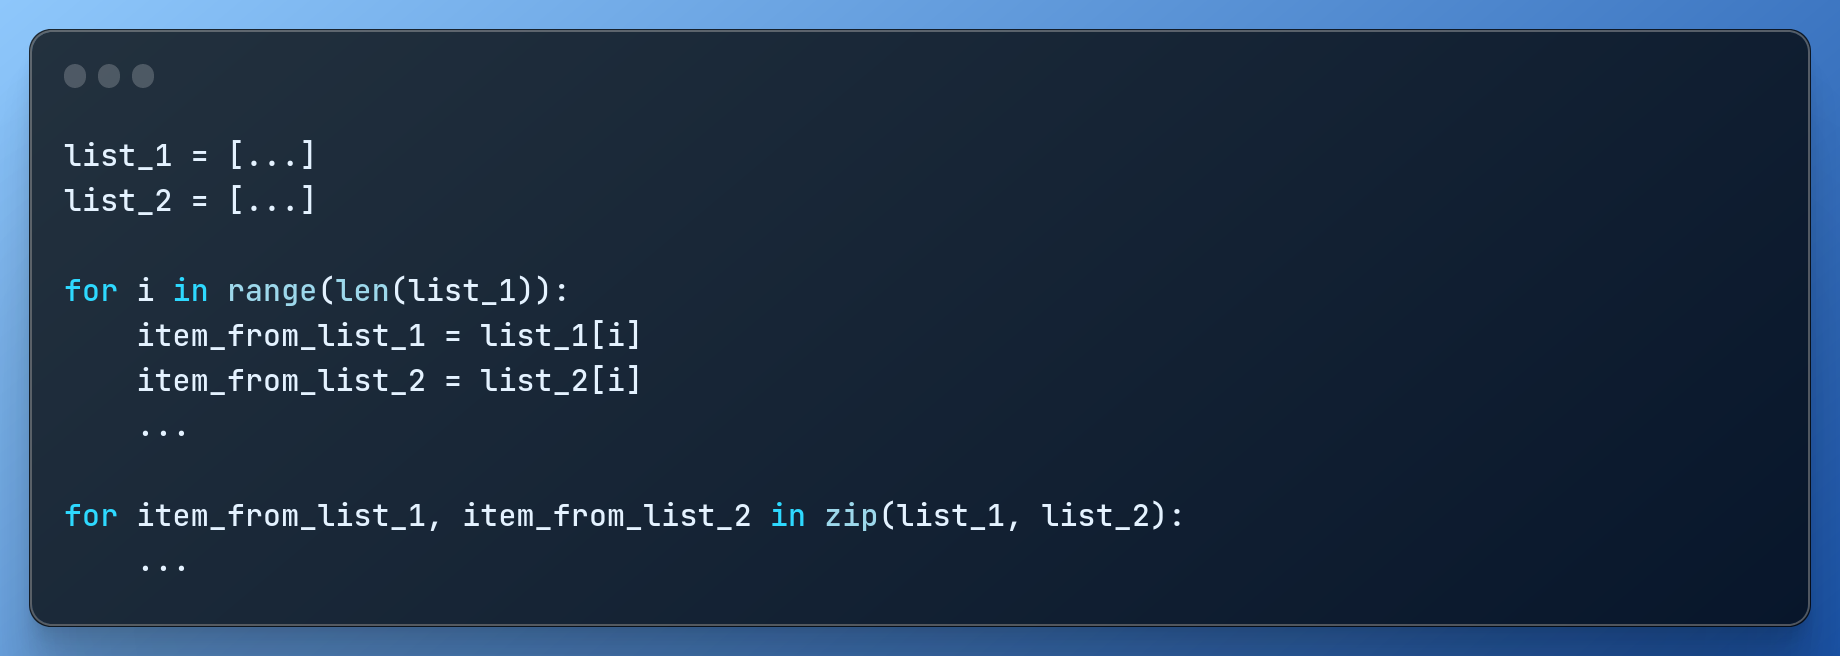 list_1 = [...]
list_2 = [...]

for i in range(len(list_1)):
    item_from_list_1 = list_1[i]
    item_from_list_2 = list_2[i]
    ...

for item_from_list_1, item_from_list_2 in zip(list_1, list_2):
    ...